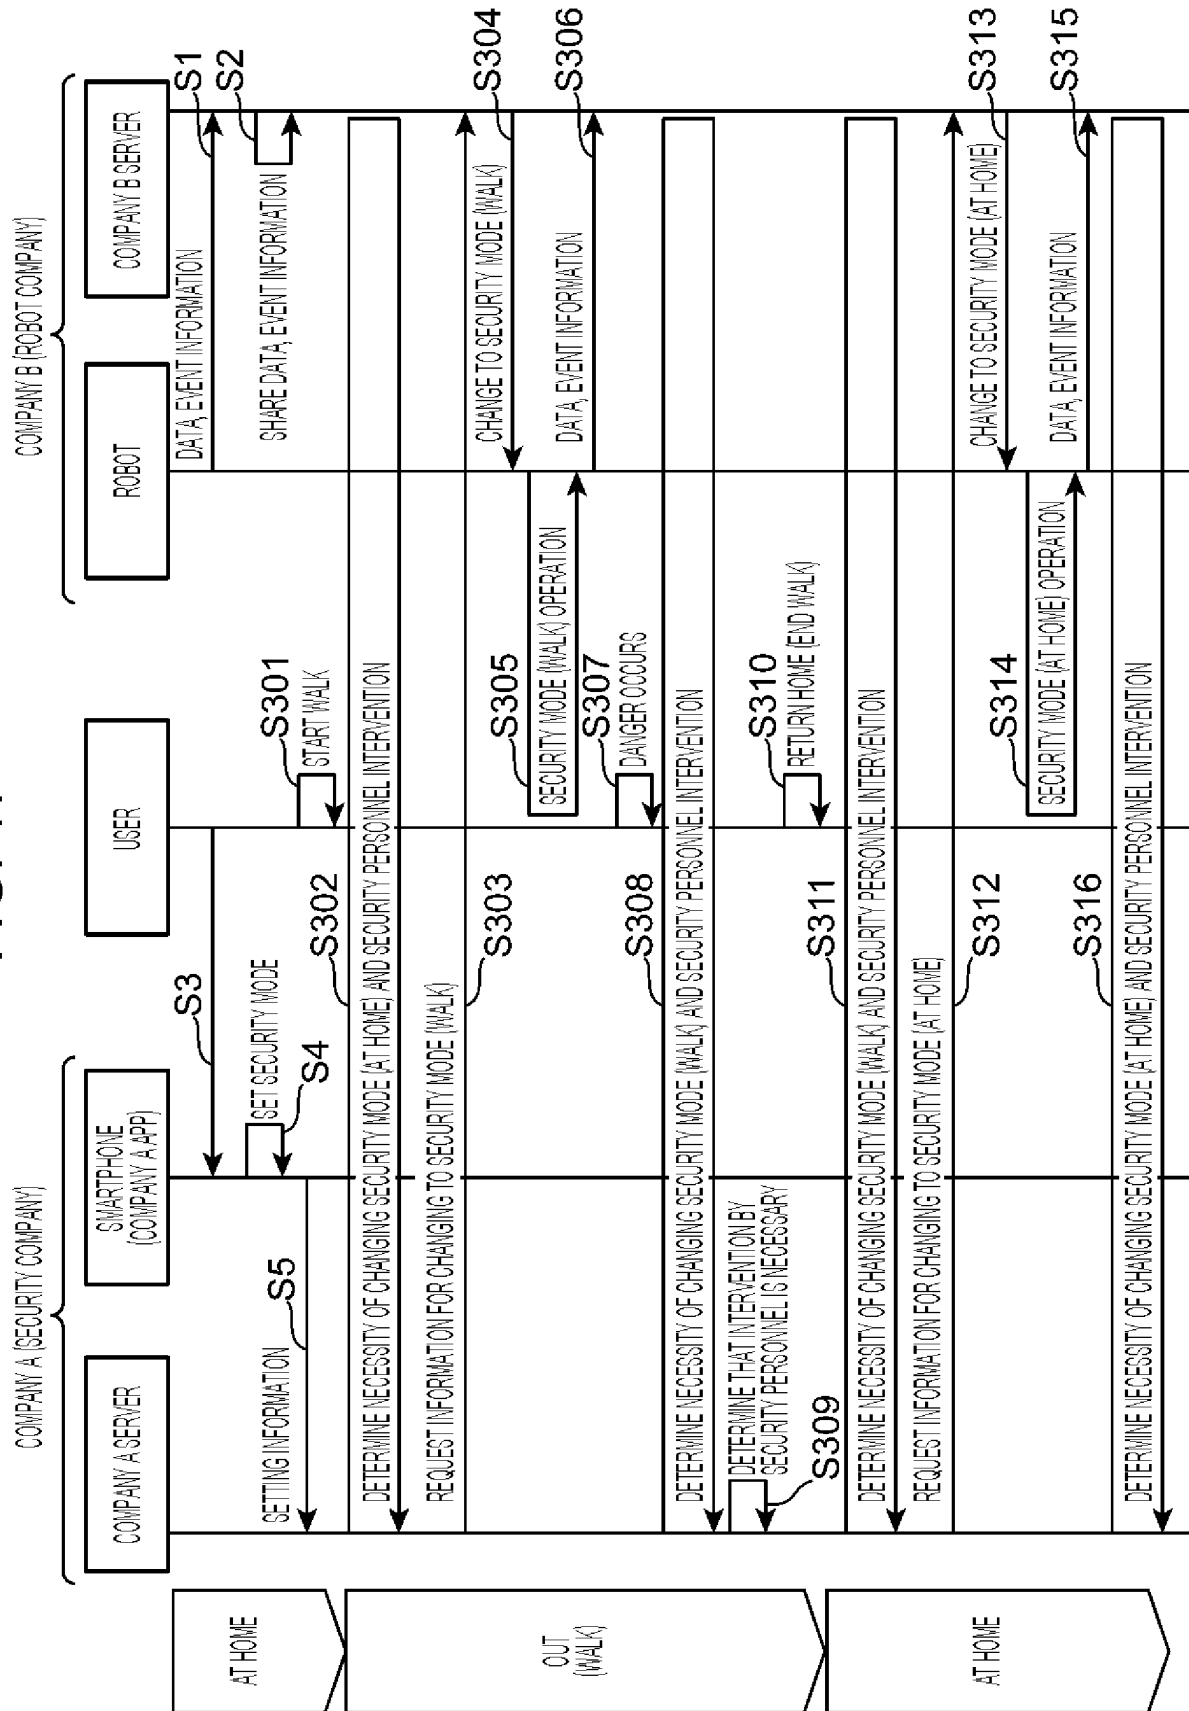 COMPANY A (SECURITY COMPANY)
COMPANY B (ROBOT COMPANY)
COMPANY A SERVER
SMARTPHONE
(COMPANY A APP)
USER
ROBOT
COMPANY B SERVER
AT HOME
DATA, EVENT INFORMATION
S1
S3
SHARE DATA, EVENT INFORMATION
S2
SET SECURITY MODE
S4
SETTING INFORMATION
S5
S301
START WALK
OUT
(WALK)
S302
DETERMINE NECESSITY OF CHANGING SECURITY MODE (AT HOME) AND SECURITY PERSONNEL INTERVENTION
REQUEST INFORMATION FOR CHANGING TO SECURITY MODE (WALK)
S303
CHANGE TO SECURITY MODE (WALK)
S304
S305
SECURITY MODE (WALK) OPERATION
DATA, EVENT INFORMATION
S306
S307
DANGER OCCURS
S308
DETERMINE NECESSITY OF CHANGING SECURITY MODE (WALK) AND SECURITY PERSONNEL INTERVENTION
DETERMINE THAT INTERVENTION BY
SECURITY PERSONNEL IS NECESSARY
S309
S310
RETURN HOME (END WALK)
AT HOME
S311
DETERMINE NECESSITY OF CHANGING SECURITY MODE (WALK) AND SECURITY PERSONNEL INTERVENTION
REQUEST INFORMATION FOR CHANGING TO SECURITY MODE (AT HOME)
S312
CHANGE TO SECURITY MODE (AT HOME)
S313
S314
SECURITY MODE (AT HOME) OPERATION
DATA, EVENT INFORMATION
S315
S316
DETERMINE NECESSITY OF CHANGING SECURITY MODE (AT HOME) AND SECURITY PERSONNEL INTERVENTION